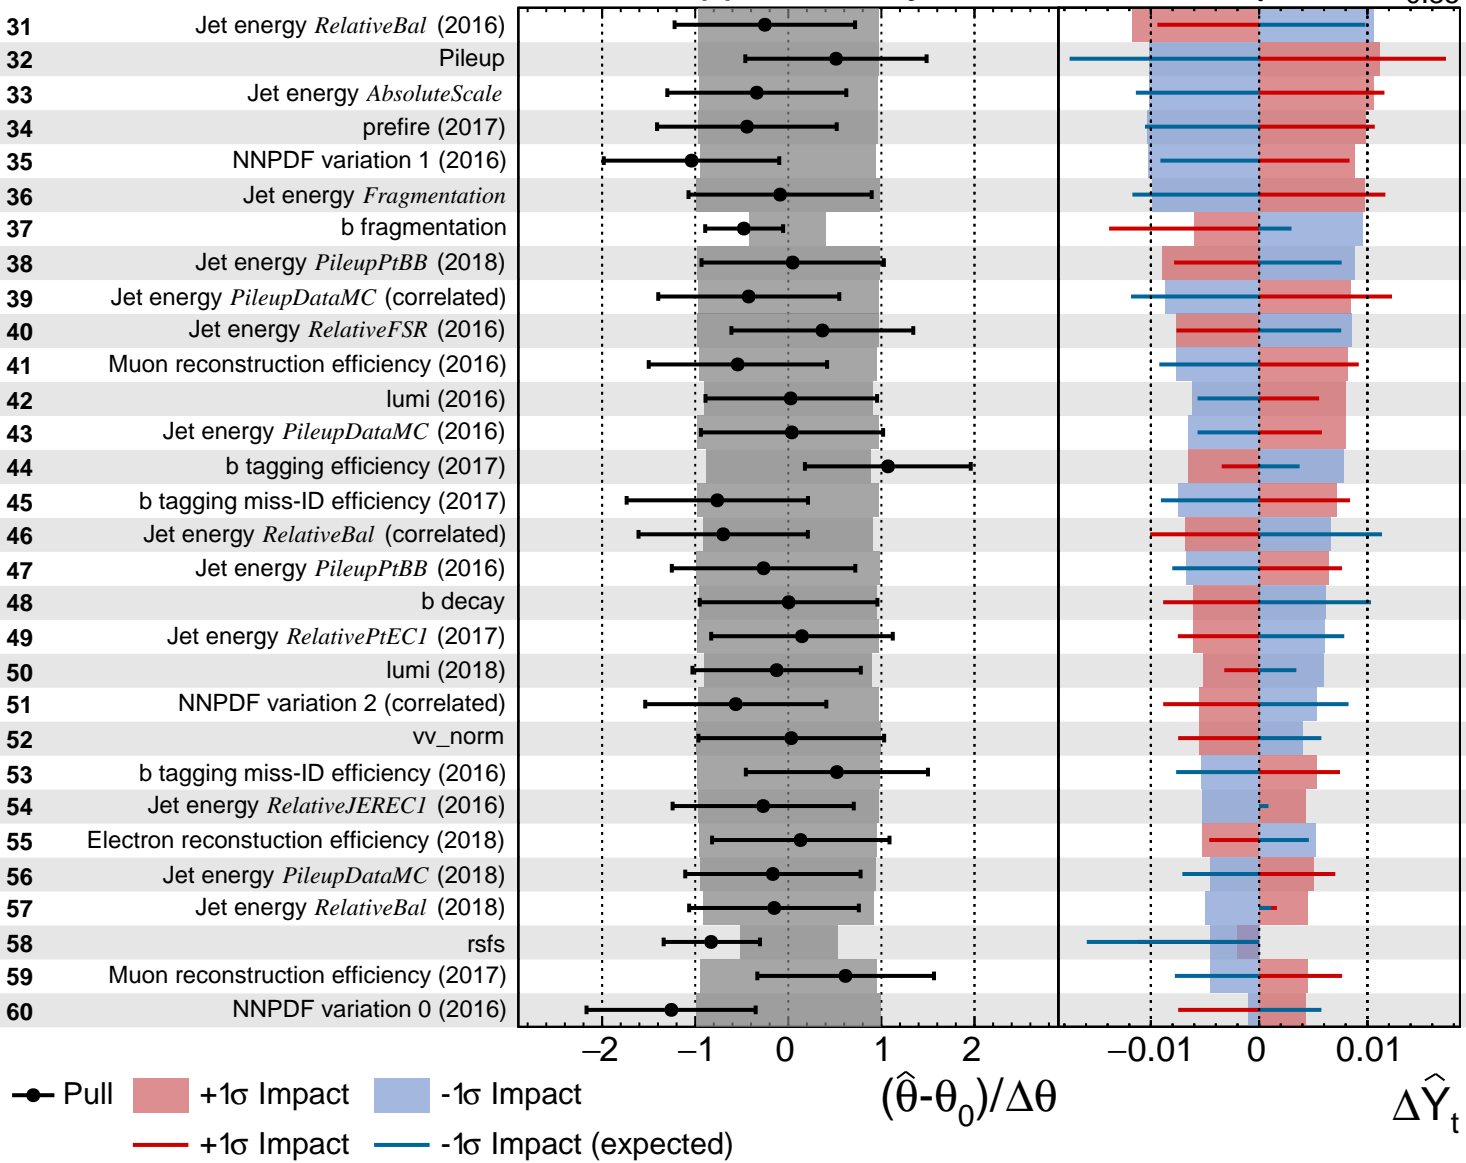 31 Jet energy RelativeBal (2016)
32 Pileup
33 Jet energy AbsoluteScale
34 prefire (2017)
35 NNPDF variation 1 (2016)
36 Jet energy Fragmentation
37 b fragmentation
38 Jet energy PileupPtBB (2018)
39 Jet energy PileupDataMC (correlated)
40 Jet energy RelativeFSR (2016)
41 Muon reconstruction efficiency (2016)
42 lumi (2016)
43 Jet energy PileupDataMC (2016)
44 b tagging efficiency (2017)
45 b tagging miss-ID efficiency (2017)
46 Jet energy RelativeBal (correlated)
47 Jet energy PileupPtBB (2016)
48 b decay
49 Jet energy RelativePtEC1 (2017)
50 lumi (2018)
51 NNPDF variation 2 (correlated)
52 vv_norm
53 b tagging miss-ID efficiency (2016)
54 Jet energy RelativeJEREC1 (2016)
55 Electron reconstuction efficiency (2018)
56 Jet energy PileupDataMC (2018)
57 Jet energy RelativeBal (2018)
58 rsfs
59 Muon reconstruction efficiency (2017)
60 NNPDF variation 0 (2016)
−2 −1 0 1 2 −0.01 0 0.01
Pull +1σ Impact -1σ Impact (θ̂-θ₀)/Δθ ΔŶₜ
+1σ Impact -1σ Impact (expected)